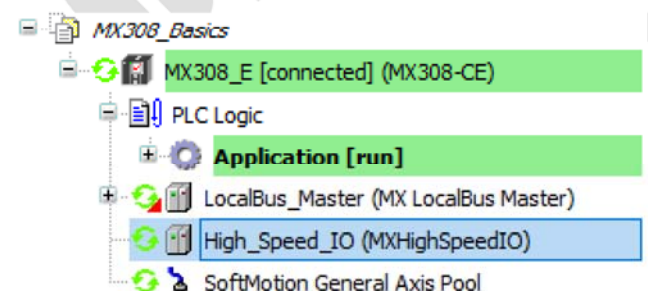 MX308_Basics
MX308_E [connected] (MX308-CE)
PLC Logic
Application [run]
LocalBus_Master (MX LocalBus Master)
High_Speed_IO (MXHighSpeedIO)
SoftMotion General Axis Pool